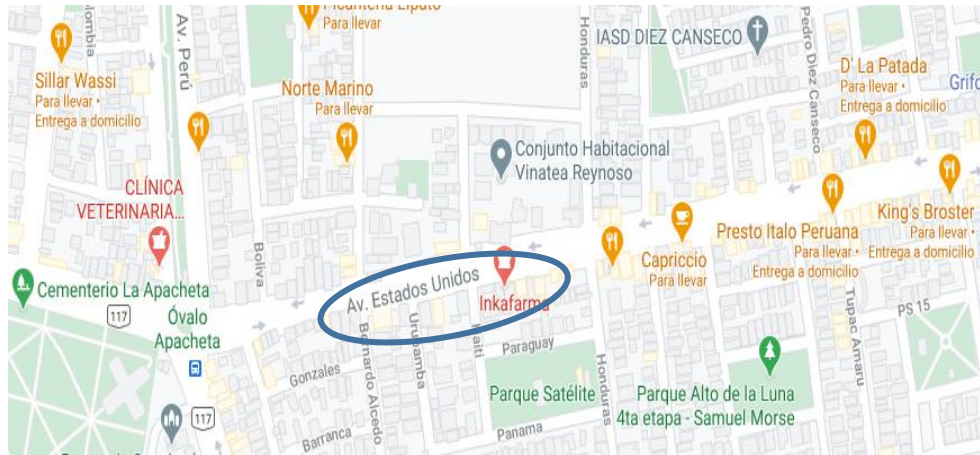 Para llevar
olombia
Av. Perú
Honduras
IASD DIEZ CANSECO
Pedro Diez Canseco
Sillar Wassi
Para llevar •
Entrega a domicilio
Norte Marino
Para llevar
D' La Patada
Para llevar •
Entrega a domicilio
Grifo
Conjunto Habitacional
Vinatea Reynoso
CLÍNICA
VETERINARIA...
Bolivia
Presto Italo Peruana
Para llevar •
Entrega a domicilio
King's Broster
Para llevar •
Entrega a domicilio
Capriccio
Para llevar
Cementerio La Apacheta
117
Óvalo
Apacheta
Av. Estados Unidos
Inkafarma
Bernardo Alcedo
Urubamba
Haiti
Paraguay
Honduras
Tupac Amaru
PS 15
Gonzales
Parque Satélite
Parque Alto de la Luna
4ta etapa - Samuel Morse
117
Barranca
Panama